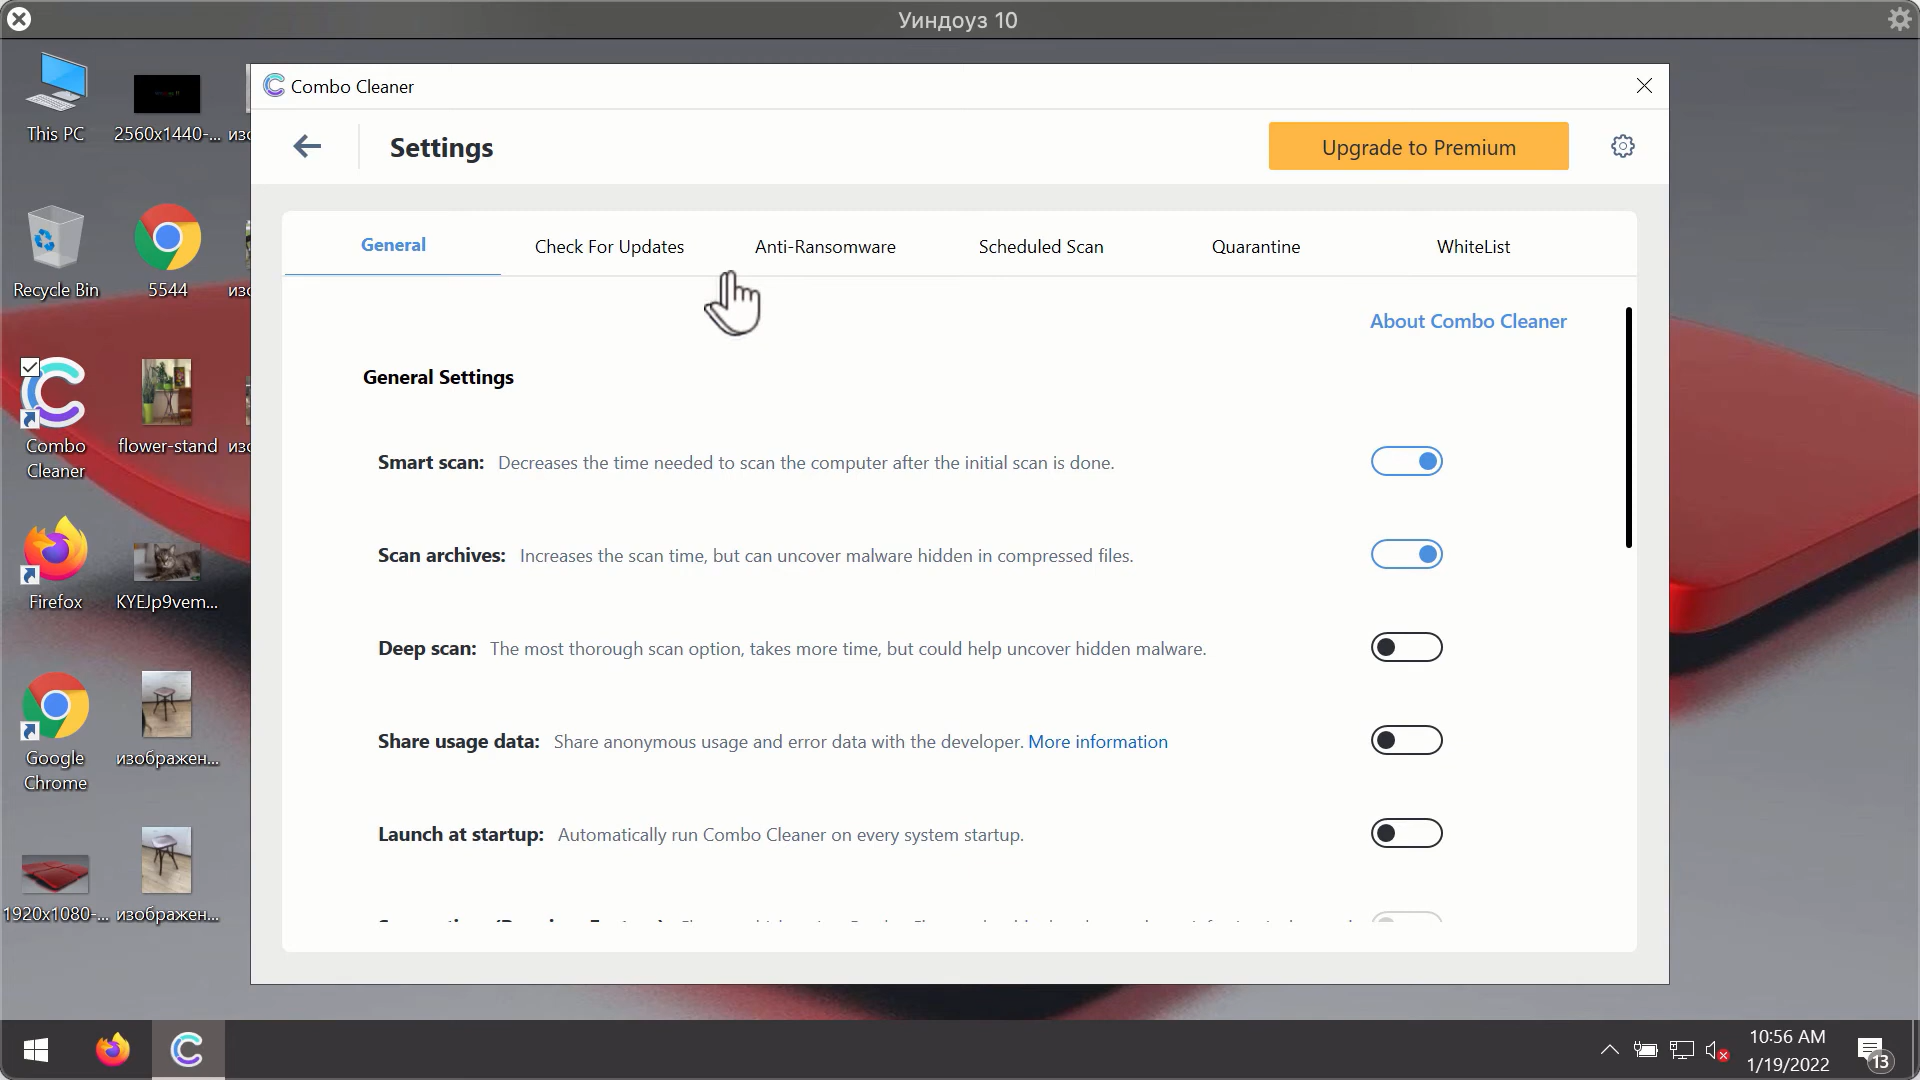 Уиндоуз 10
This PC
2560x1440-...
Recycle Bin
5544
Combo
Cleaner
flower-stand
Firefox
KYEJp9vem...
Google
Chrome
изображен...
1920x1080-...
изображен...
Combo Cleaner
Settings
Upgrade to Premium
General
Check For Updates
Anti-Ransomware
Scheduled Scan
Quarantine
WhiteList
About Combo Cleaner
General Settings
Smart scan: Decreases the time needed to scan the computer after the initial scan is done.
Scan archives: Increases the scan time, but can uncover malware hidden in compressed files.
Deep scan: The most thorough scan option, takes more time, but could help uncover hidden malware.
Share usage data: Share anonymous usage and error data with the developer. More information
Launch at startup: Automatically run Combo Cleaner on every system startup.
10:56 AM
1/19/2022
13